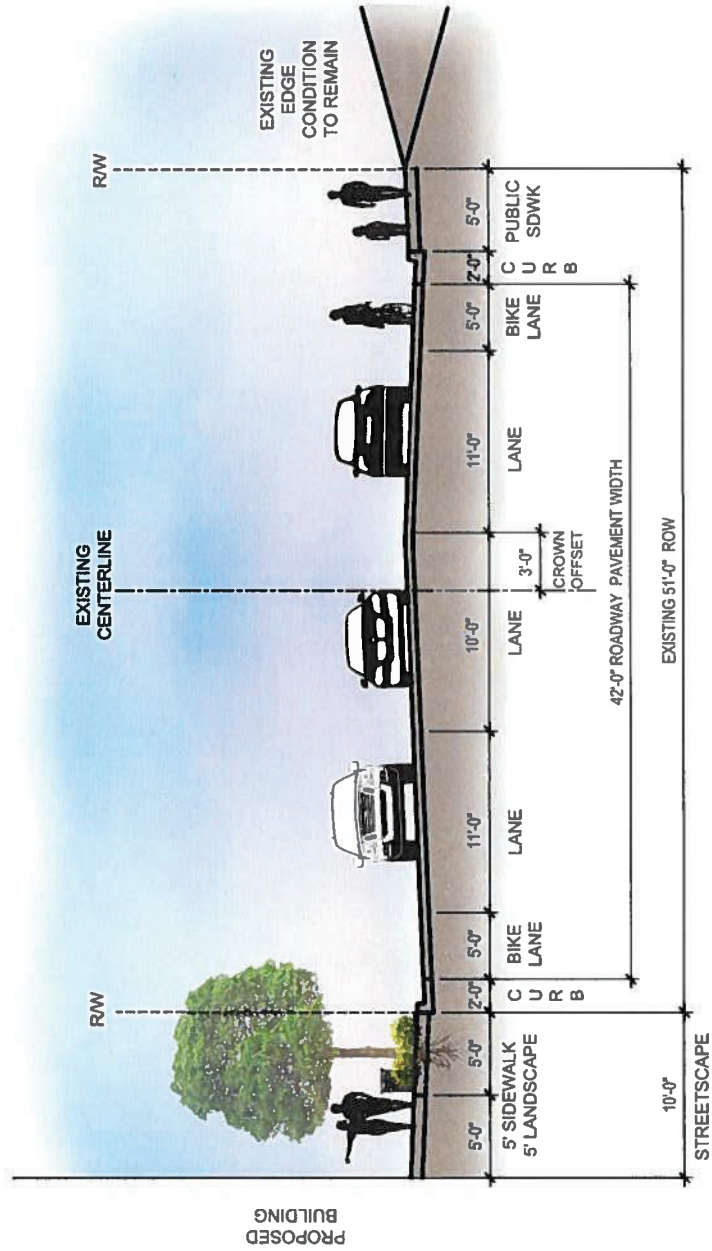 PROPOSED
BUILDING
R/W
EXISTING
CENTERLINE
R/W
EXISTING
EDGE
CONDITION
TO REMAIN
5'-0"
5'-0"
2'-0"
5'-0"
11'-0"
10'-0"
11'-0"
5'-0"
2'-0"
5'-0"
5' SIDEWALK
5' LANDSCAPE
C
U
R
B
BIKE
LANE
LANE
LANE
3'-0"
CROWN
OFFSET
LANE
BIKE
LANE
C
U
R
B
PUBLIC
SDWK
42'-0" ROADWAY PAVEMENT WIDTH
10'-0"
STREETSCAPE
EXISTING 51'-0" ROW